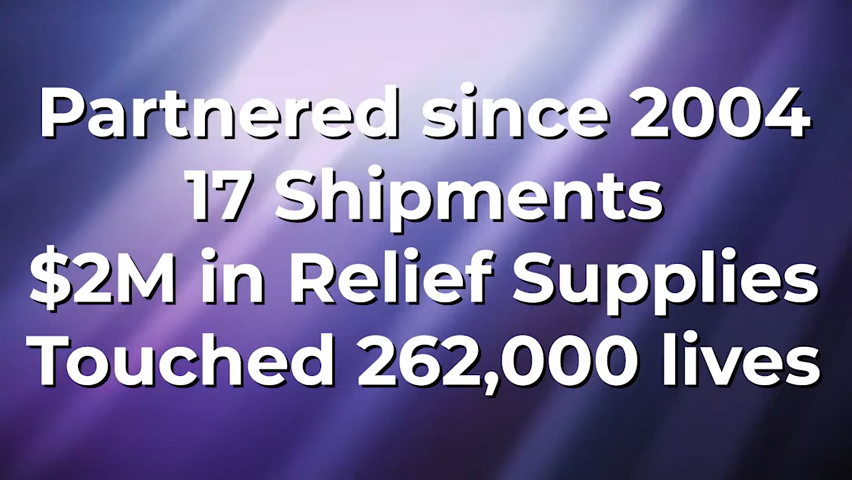 Partnered since 2004
17 Shipments
$2M in Relief Supplies
Touched 262,000 lives